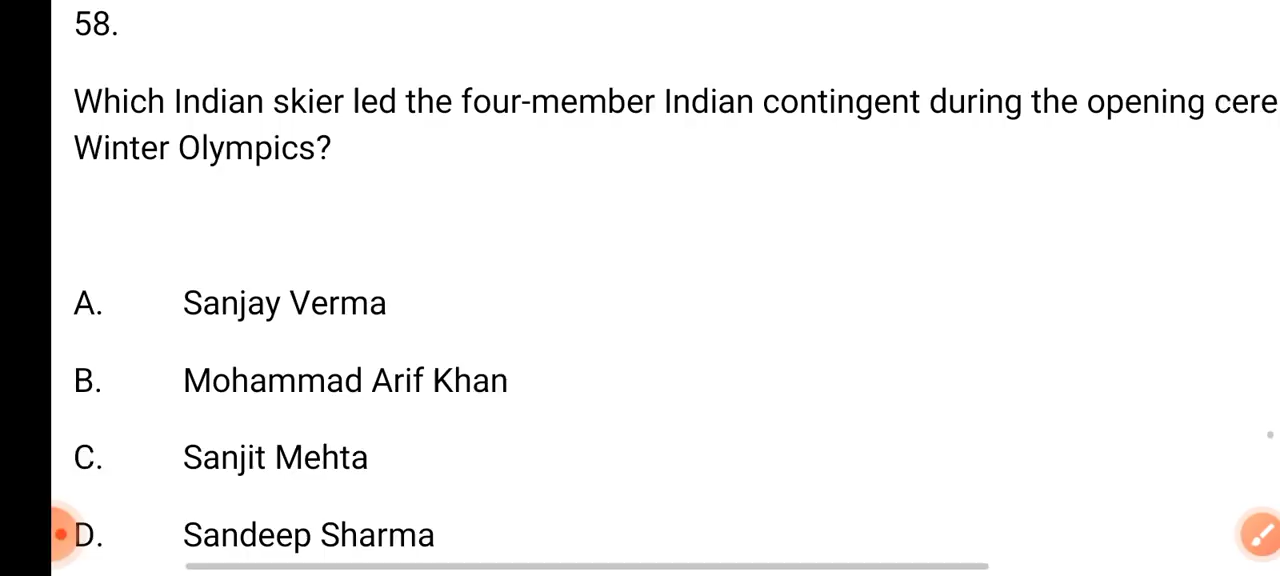 58.
Which Indian skier led the four-member Indian contingent during the opening cere
Winter Olympics?
A. Sanjay Verma
B. Mohammad Arif Khan
C. Sanjit Mehta
D. Sandeep Sharma